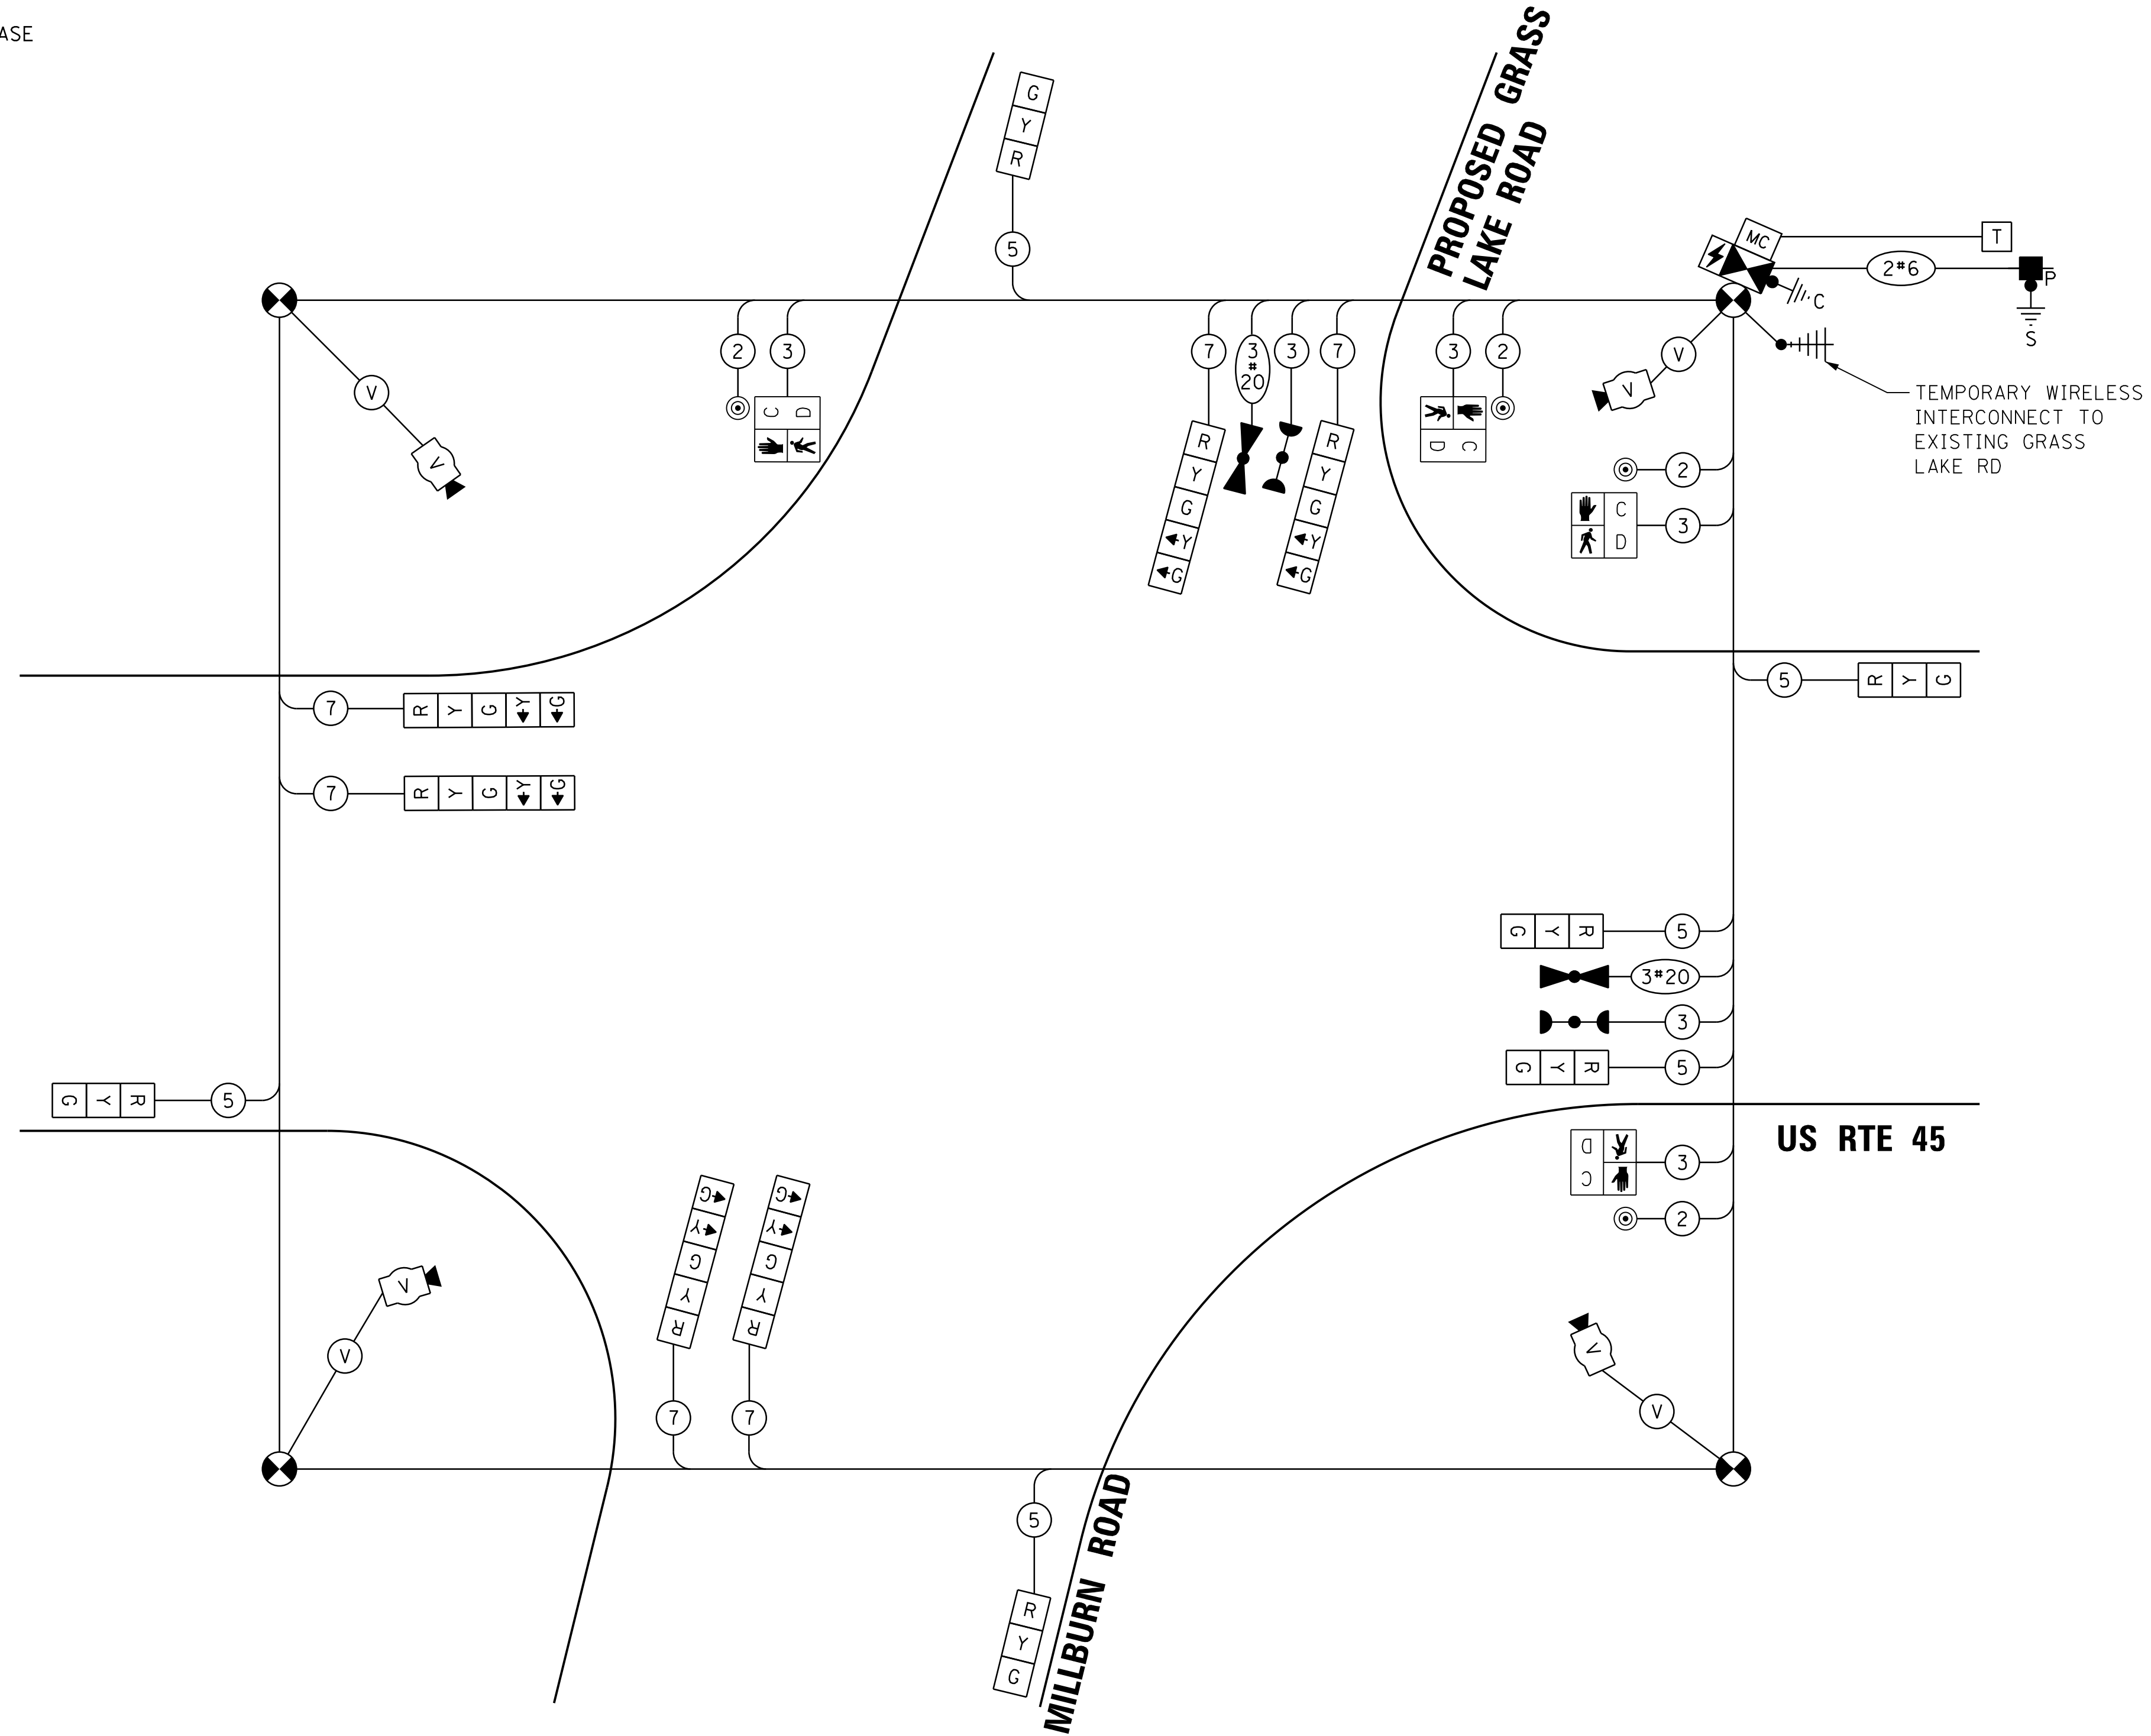 ASE
G
Y
R
5
PROPOSED GRASS
LAKE ROAD
MC
T
2#6
P
C
S
V
V
2
3
C D
7
3
#
20
3
7
3
2
D C
V
V
TEMPORARY WIRELESS
INTERCONNECT TO
EXISTING GRASS
LAKE RD
R
Y
G
Y
G
R
Y
G
Y
G
2
3
C
D
7
R Y G Y G
5
R Y G
7
R Y G Y G
G Y R
5
3#20
3
G Y R
5
G Y R
5
US RTE 45
D
C
3
2
G
Y
G
Y
R
G
Y
G
Y
R
V
V
V
V
7
7
5
R
Y
G
MILLBURN ROAD